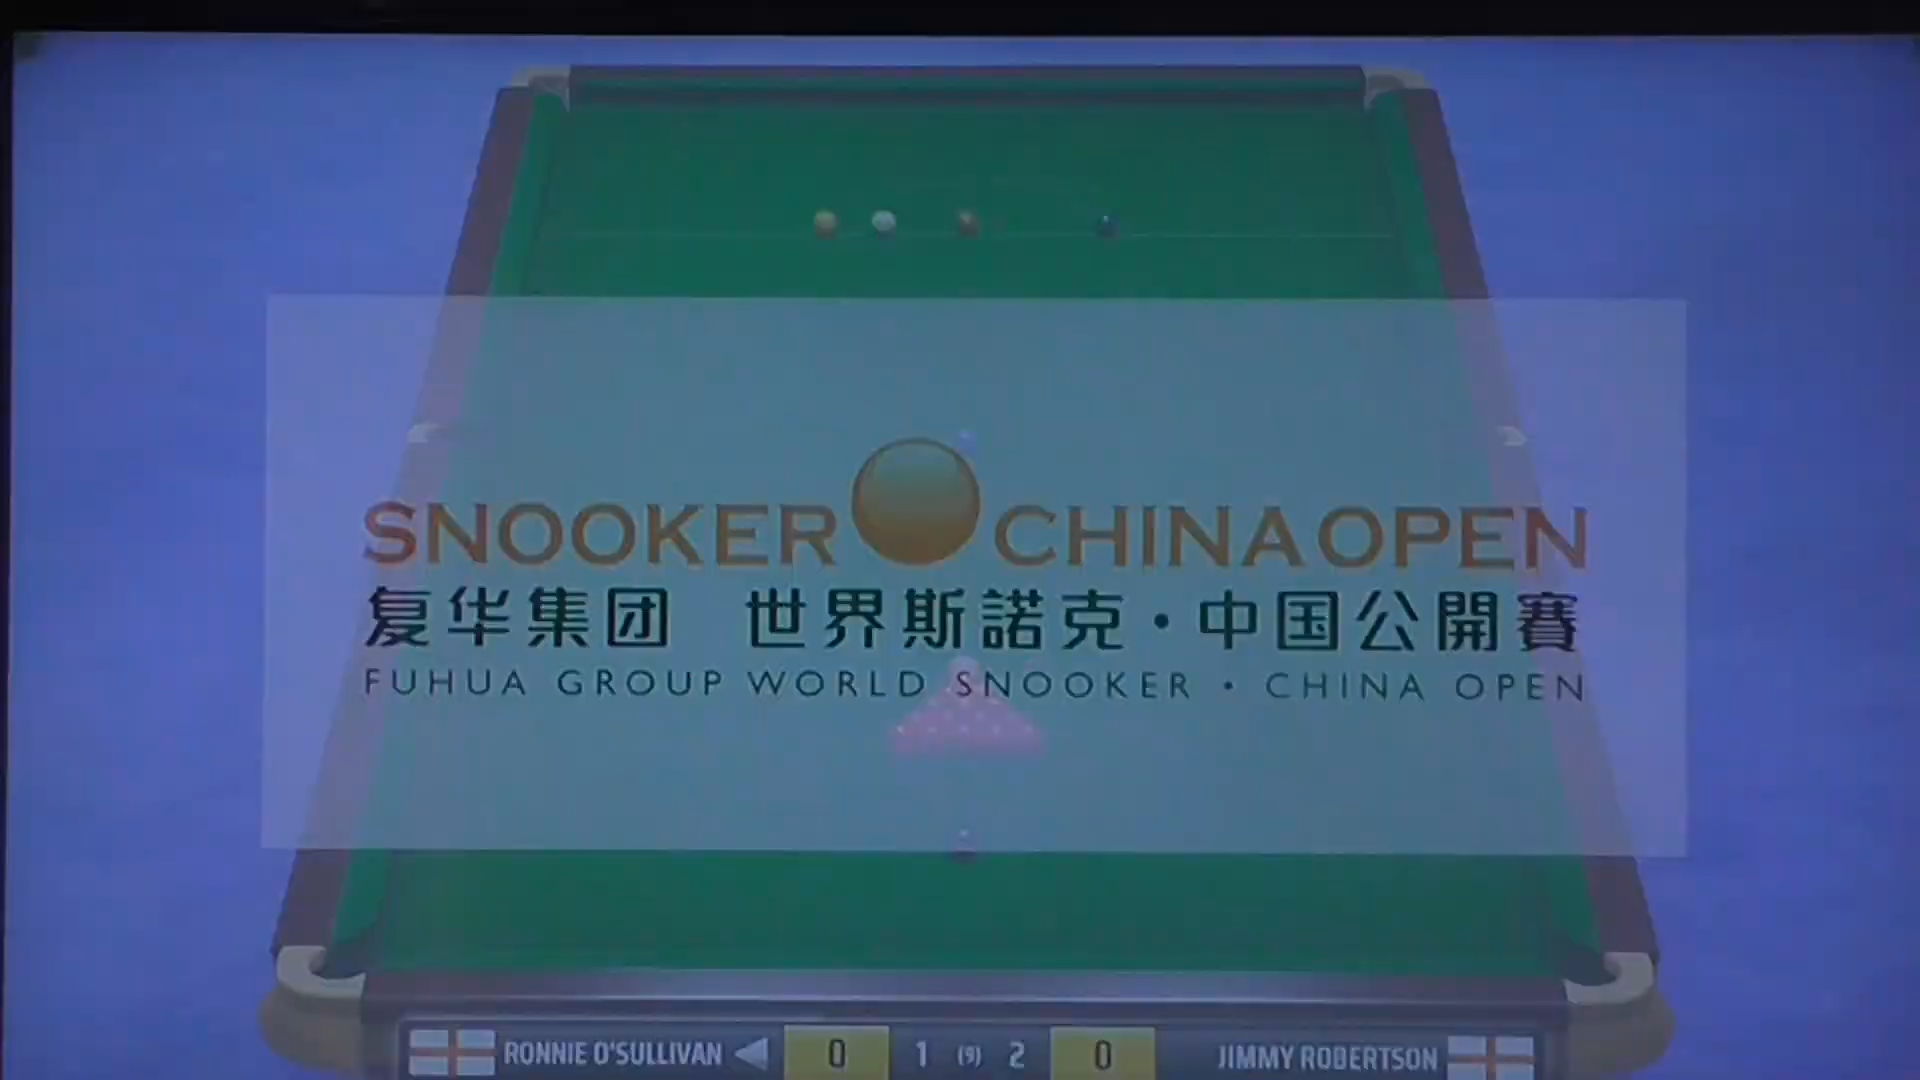 SNOOKER CHINA OPEN
复华集团 世界斯諾克·中国公開賽
FUHUA GROUP WORLD SNOOKER · CHINA OPEN
RONNIE O'SULLIVAN 0 1 (9) 2 0 JIMMY ROBERTSON